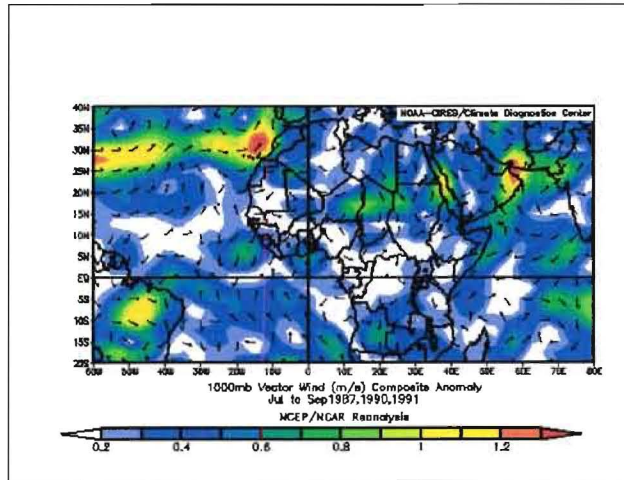 NOAA-CIRES/Climate Diagnostics Center
40N
35N
30N
25N
20N
15N
10N
5N
EQ
5S
10S
15S
20S
60W 50W 40W 30W 20W 10W 0 10E 20E 30E 40E 50E 60E 70E 80E
1000mb Vector Wind (m/s) Composite Anomaly
Jul to Sep 1987,1990,1991
NCEP/NCAR Reanalysis
0.2 0.4 0.6 0.8 1 1.2